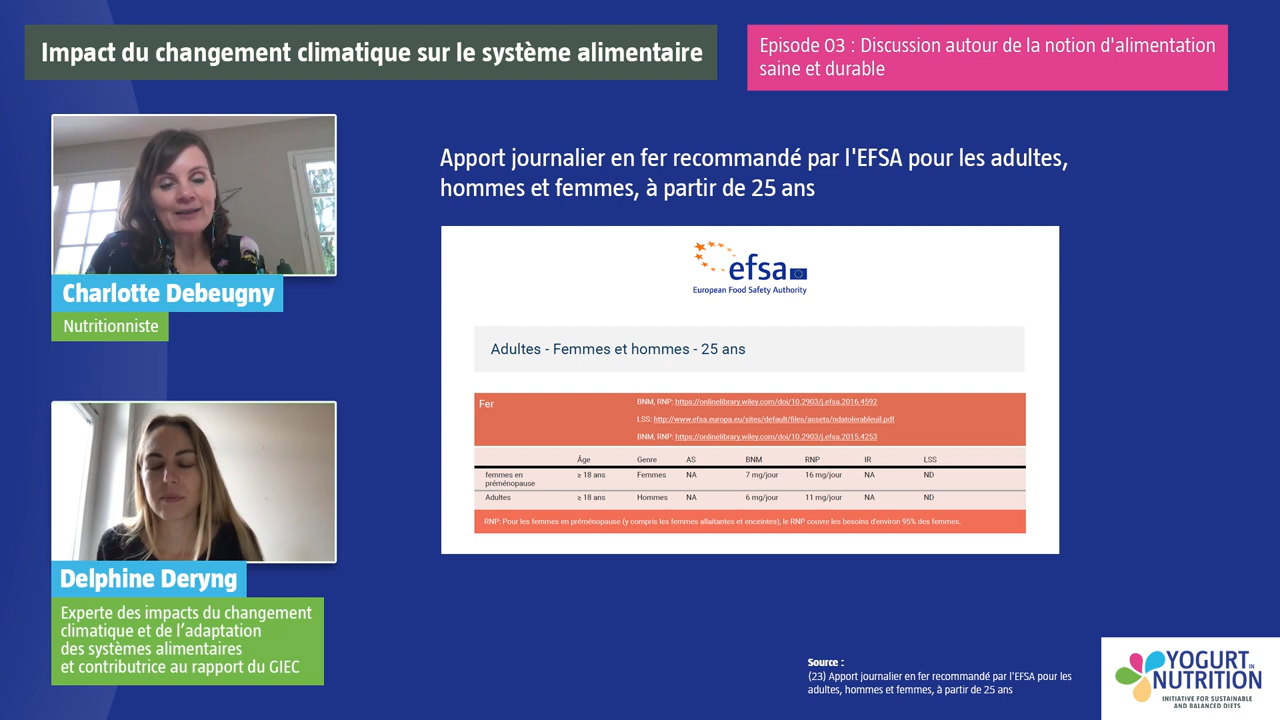 Impact du changement climatique sur le système alimentaire
Episode 03 : Discussion autour de la notion d'alimentation
saine et durable
Charlotte Debeugny
Nutritionniste
Delphine Deryng
Experte des impacts du changement
climatique et de l'adaptation
des systèmes alimentaires
et contributrice au rapport du GIEC
Apport journalier en fer recommandé par l'EFSA pour les adultes,
hommes et femmes, à partir de 25 ans
efsa
European Food Safety Authority
Adultes - Femmes et hommes - 25 ans
Fer
BNM, RNP: https://onlinelibrary.wiley.com/doi/10.2903/j.efsa.2016.4592
LSS: http://www.efsa.europa.eu/sites/default/files/assets/ndatolerableuil.pdf
BNM, RNP: https://onlinelibrary.wiley.com/doi/10.2903/j.efsa.2015.4253
Âge Genre AS BNM RNP IR LSS
femmes en préménopause ≥ 18 ans Femmes NA 7 mg/jour 16 mg/jour NA ND
Adultes ≥ 18 ans Hommes NA 6 mg/jour 11 mg/jour NA ND
RNP: Pour les femmes en préménopause (y compris les femmes allaitantes et enceintes), le RNP couvre les besoins d'environ 95% des femmes.
Source :
(23) Apport journalier en fer recommandé par l'EFSA pour les
adultes, hommes et femmes, à partir de 25 ans
YOGURT IN
NUTRITION
INITIATIVE FOR SUSTAINABLE
AND BALANCED DIETS